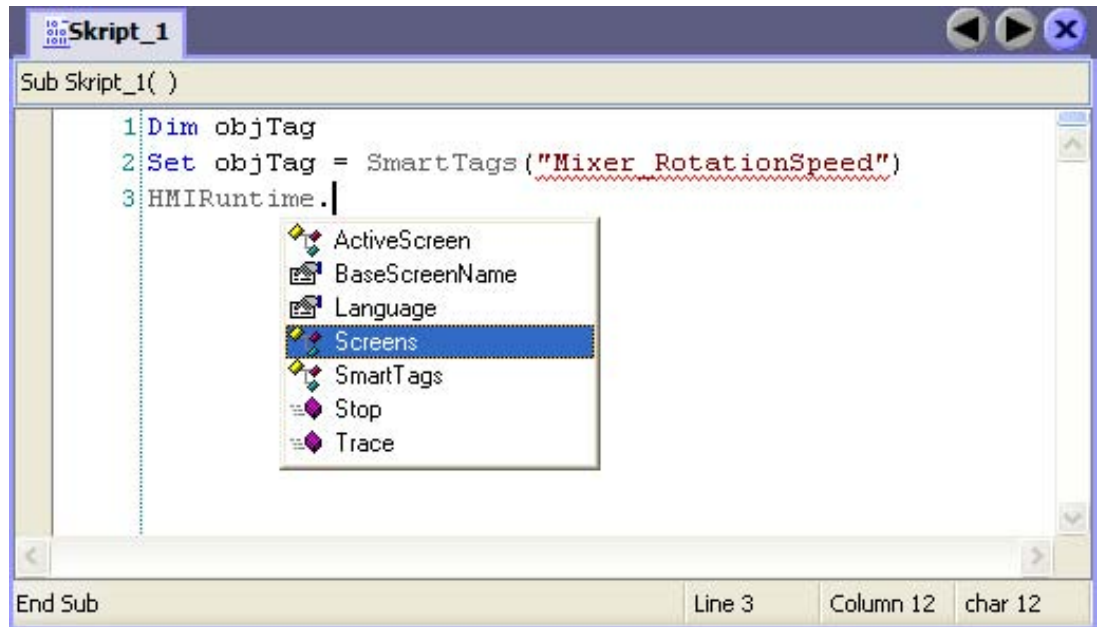 Skript_1
Sub Skript_1( )
1 Dim objTag
2 Set objTag = SmartTags("Mixer_RotationSpeed")
3 HMIRuntime.
ActiveScreen
BaseScreenName
Language
Screens
SmartTags
Stop
Trace
End Sub Line 3 Column 12 char 12